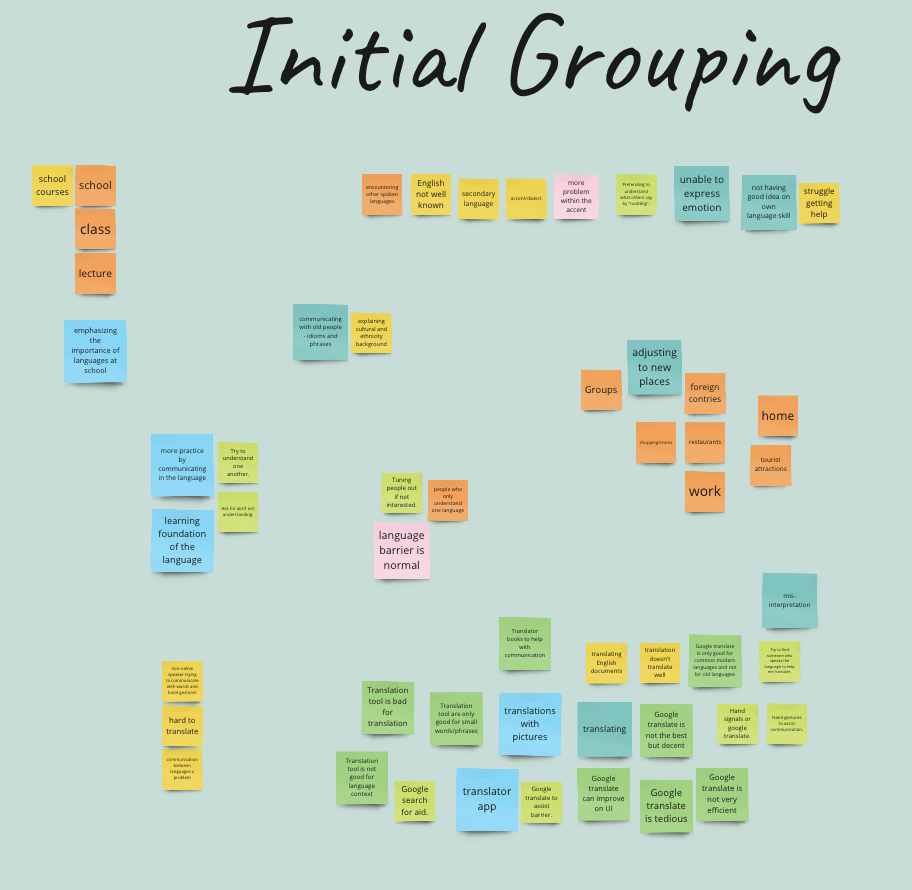 Initial Grouping
school
courses
school
class
lecture
emphasizing
the
importance of
languages at
school
encountering
other spoken
languages
English
not well
known
secondary
language
accent/dialect
more
problem
within the
accent
Pretending to
understand
what others say
by "nodding".
unable to
express
emotion
not having
good idea on
own
language skill
struggle
getting
help
communicating
with old people
- idioms and
phrases
explaining
cultural and
ethnicity
background
adjusting
to new
places
Groups
foreign
contries
shopping/stores
restaurants
work
home
tourist
attractions
more practice
by
communicating
in the language
Try to
understand
one
another.
Ask for aid if not
understanding.
learning
foundation
of the
language
Tuning
people out
if not
interested.
people who
only
understand
one language
language
barrier is
normal
mis-
interpretation
Translator
books to help
with
communication
translating
English
documents
translation
doesn't
translate
well
Google translate
is only good for
common modern
languages and not
for old languages
Try to find
someone who
speaks the
language to help
me translate.
non-native
speaker trying
to communicate
with words and
hand gestures
hard to
translate
communication
between
languages a
problem
Translation
tool is bad
for
translation
Translation
tool are only
good for small
words/phrases
translations
with
pictures
translating
Google
translate is
not the best
but decent
Hand
signals or
google
translate.
Hand gestures
to assist
communication.
Translation
tool is not
good for
language
context
Google
search
for aid.
translator
app
Google
translate to
assist
barrier.
Google
translate
can improve
on UI
Google
translate
is tedious
Google
translate is
not very
efficient